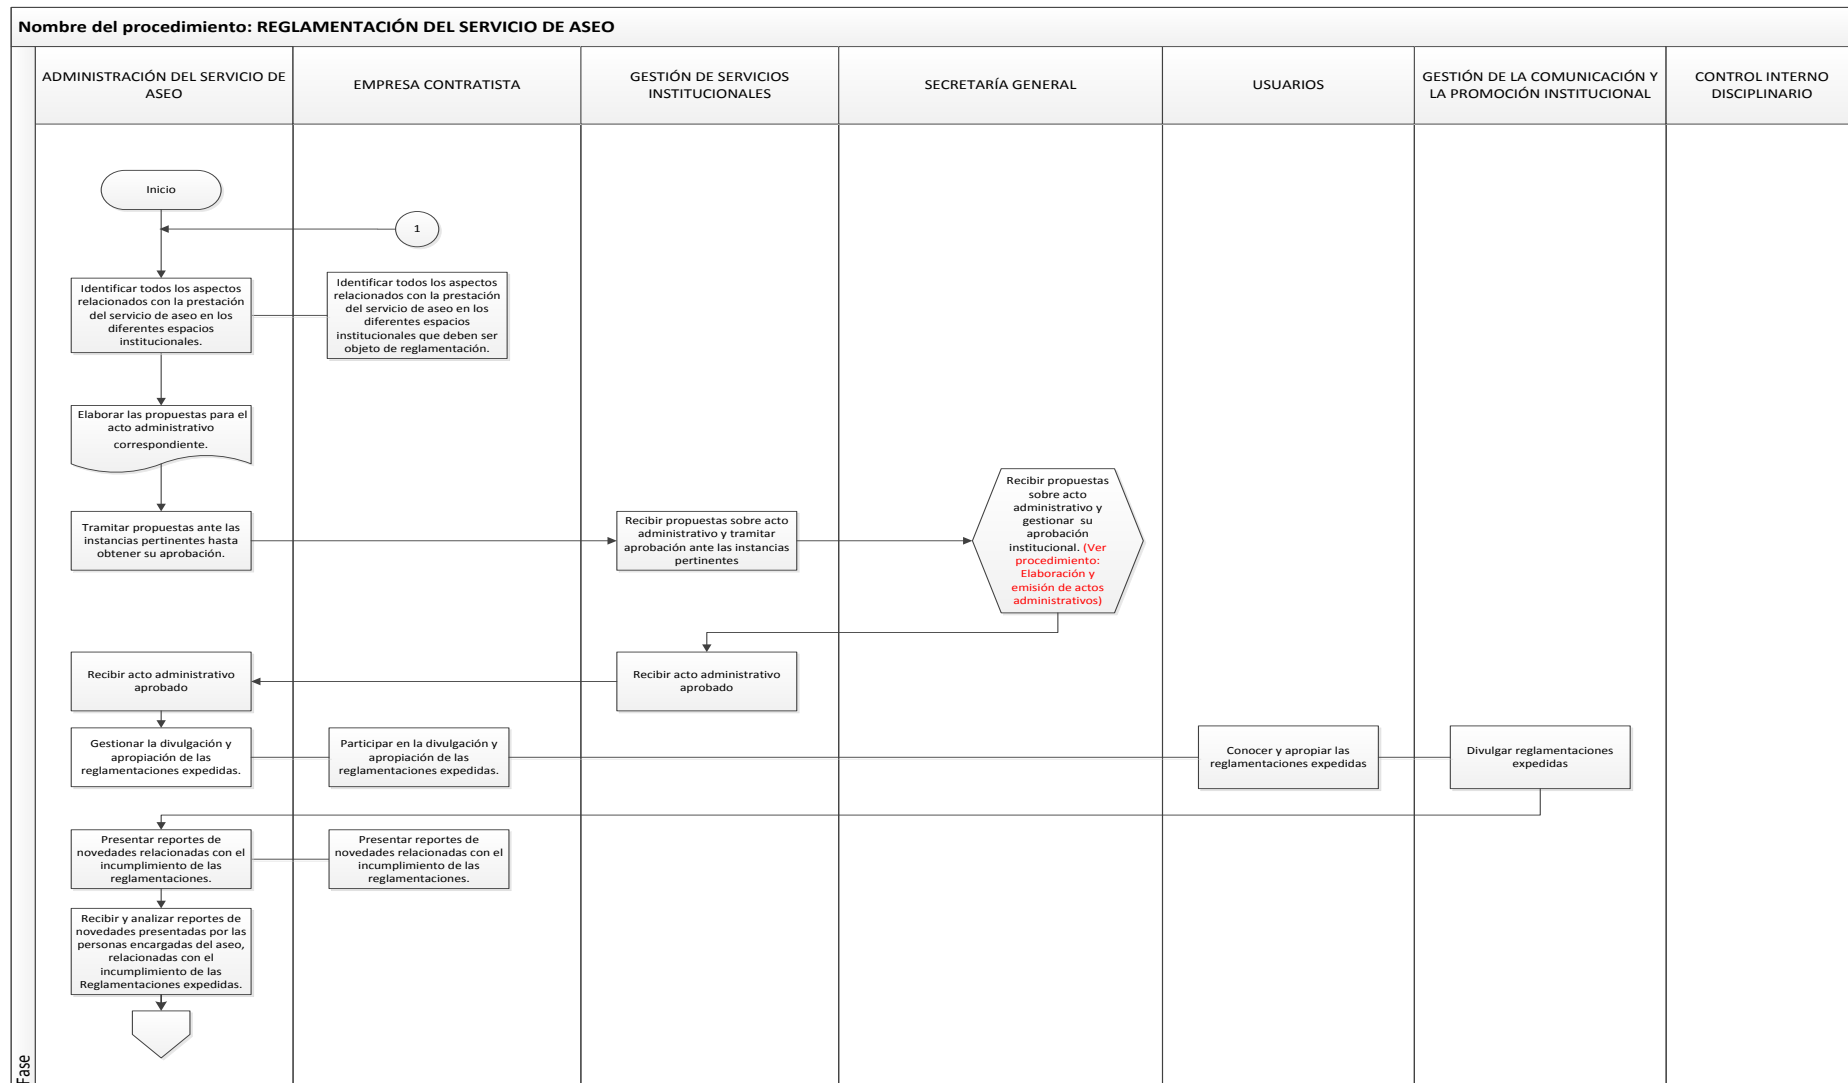 Nombre del procedimiento: REGLAMENTACIÓN DEL SERVICIO DE ASEO
ADMINISTRACIÓN DEL SERVICIO DE
ASEO
EMPRESA CONTRATISTA
GESTIÓN DE SERVICIOS
INSTITUCIONALES
SECRETARÍA GENERAL
USUARIOS
GESTIÓN DE LA COMUNICACIÓN Y
LA PROMOCIÓN INSTITUCIONAL
CONTROL INTERNO
DISCIPLINARIO
Inicio
1
Identificar todos los aspectos
relacionados con la prestación
del servicio de aseo en los
diferentes espacios
institucionales.
Identificar todos los aspectos
relacionados con la prestación
del servicio de aseo en los
diferentes espacios
institucionales que deben ser
objeto de reglamentación.
Elaborar las propuestas para el
acto administrativo
correspondiente.
Tramitar propuestas ante las
instancias pertinentes hasta
obtener su aprobación.
Recibir propuestas sobre acto
administrativo y tramitar
aprobación ante las instancias
pertinentes
Recibir propuestas
sobre acto
administrativo y
gestionar su
aprobación
institucional. (Ver
procedimiento:
Elaboración y
emisión de actos
administrativos)
Recibir acto administrativo
aprobado
Recibir acto administrativo
aprobado
Gestionar la divulgación y
apropiación de las
reglamentaciones expedidas.
Participar en la divulgación y
apropiación de las
reglamentaciones expedidas.
Conocer y apropiar las
reglamentaciones expedidas
Divulgar reglamentaciones
expedidas
Presentar reportes de
novedades relacionadas con el
incumplimiento de las
reglamentaciones.
Presentar reportes de
novedades relacionadas con el
incumplimiento de las
reglamentaciones.
Recibir y analizar reportes de
novedades presentadas por las
personas encargadas del aseo,
relacionadas con el
incumplimiento de las
Reglamentaciones expedidas.
Fase